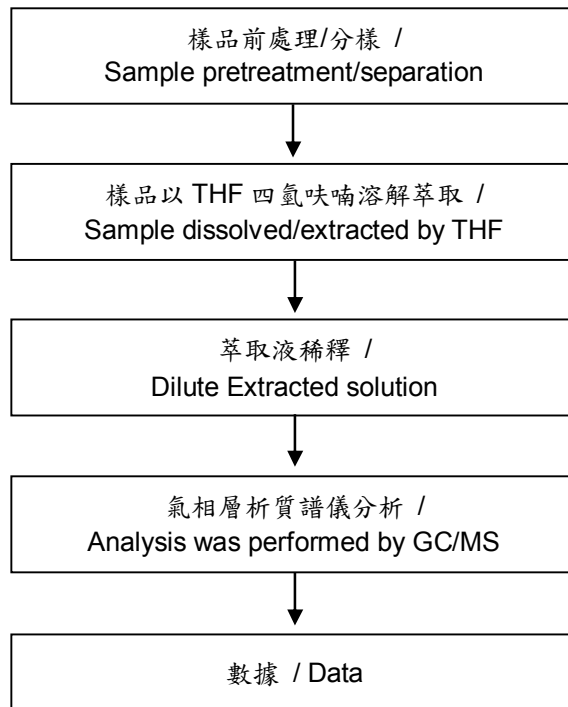 樣品前處理/分樣 /
Sample pretreatment/separation
樣品以 THF 四氫呋喃溶解萃取 /
Sample dissolved/extracted by THF
萃取液稀釋 /
Dilute Extracted solution
氣相層析質譜儀分析 /
Analysis was performed by GC/MS
數據 / Data